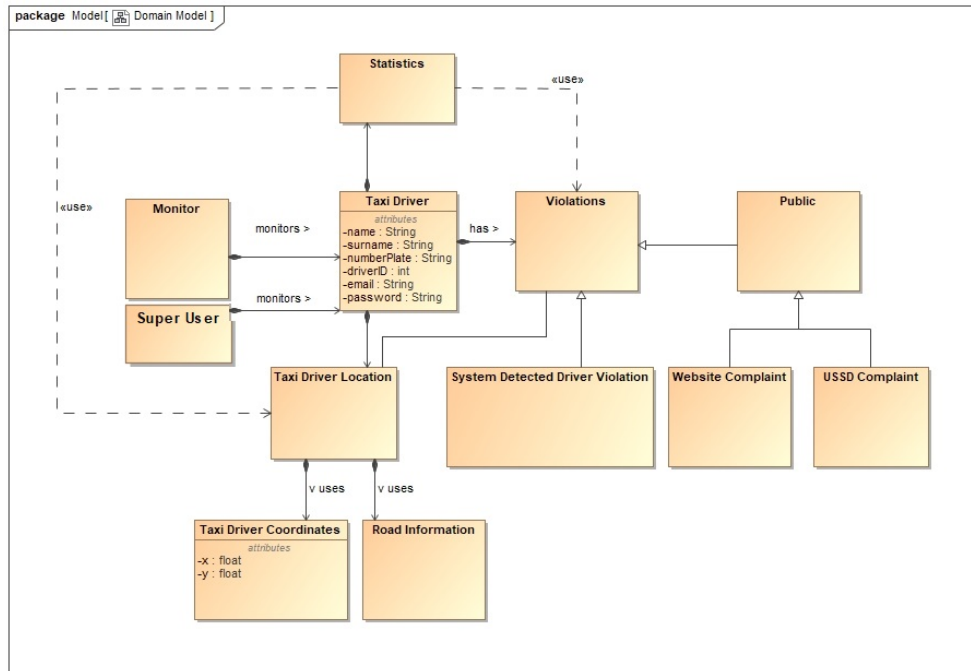 package Model[ Domain Model ]
Statistics
«use»
«use»
Monitor
monitors >
Taxi Driver
attributes
-name : String
-surname : String
-numberPlate : String
-driverID : int
-email : String
-password : String
has >
Violations
Public
Super User
monitors >
Taxi Driver Location
System Detected Driver Violation
Website Complaint
USSD Complaint
v uses
v uses
Taxi Driver Coordinates
attributes
-x : float
-y : float
Road Information